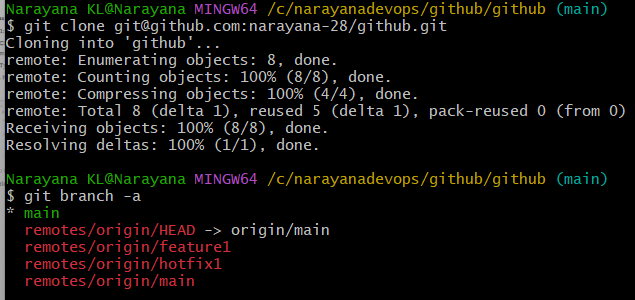 Narayana KL@Narayana MINGW64 /c/narayanadevops/github/github (main)
$ git clone git@github.com:narayana-28/github.git
Cloning into 'github'...
remote: Enumerating objects: 8, done.
remote: Counting objects: 100% (8/8), done.
remote: Compressing objects: 100% (4/4), done.
remote: Total 8 (delta 1), reused 5 (delta 1), pack-reused 0 (from 0)
Receiving objects: 100% (8/8), done.
Resolving deltas: 100% (1/1), done.
Narayana KL@Narayana MINGW64 /c/narayanadevops/github/github (main)
$ git branch -a
* main
remotes/origin/HEAD -> origin/main
remotes/origin/feature1
remotes/origin/hotfix1
remotes/origin/main